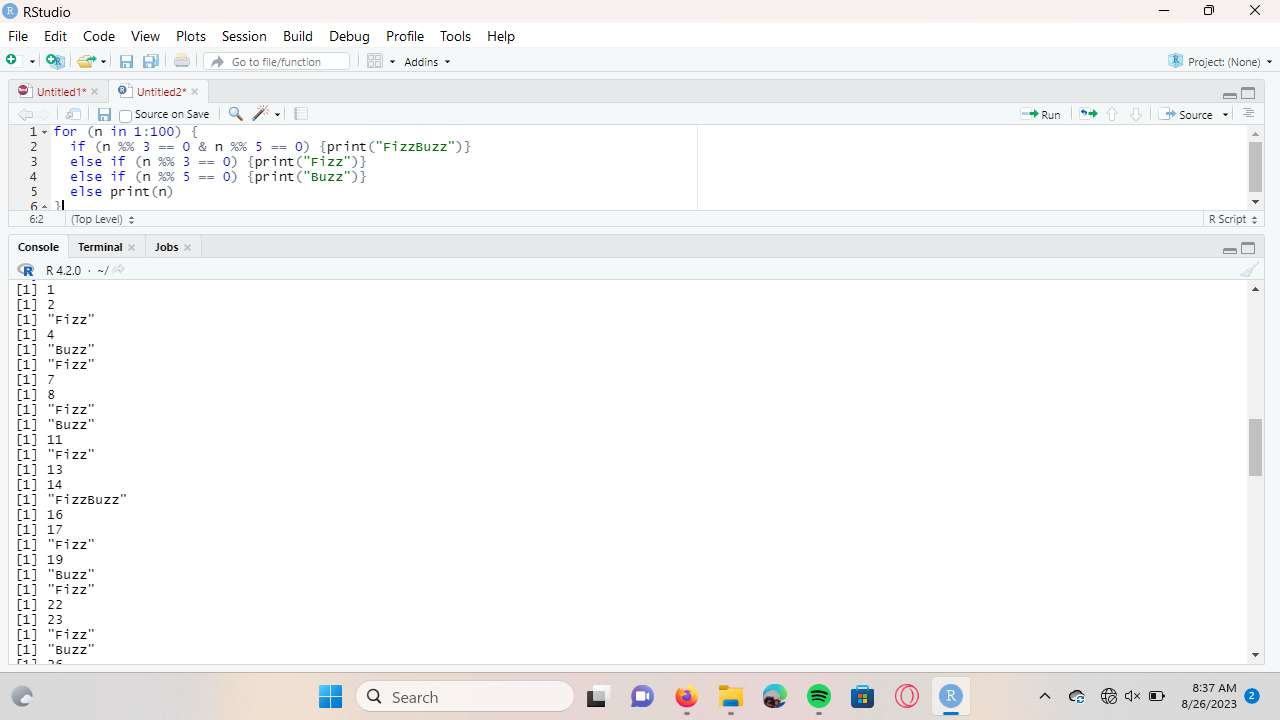 RStudio
File Edit Code View Plots Session Build Debug Profile Tools Help
Go to file/function Addins Project: (None)
Untitled1* Untitled2*
Source on Save Run Source
1 for (n in 1:100) {
2 if (n %% 3 == 0 & n %% 5 == 0) {print("FizzBuzz")}
3 else if (n %% 3 == 0) {print("Fizz")}
4 else if (n %% 5 == 0) {print("Buzz")}
5 else print(n)
6 }
6:2 (Top Level) R Script
Console Terminal Jobs
R R 4.2.0 · ~/
[1] 1
[1] 2
[1] "Fizz"
[1] 4
[1] "Buzz"
[1] "Fizz"
[1] 7
[1] 8
[1] "Fizz"
[1] "Buzz"
[1] 11
[1] "Fizz"
[1] 13
[1] 14
[1] "FizzBuzz"
[1] 16
[1] 17
[1] "Fizz"
[1] 19
[1] "Buzz"
[1] "Fizz"
[1] 22
[1] 23
[1] "Fizz"
[1] "Buzz"
[1] 26
Search
8:37 AM
8/26/2023 2